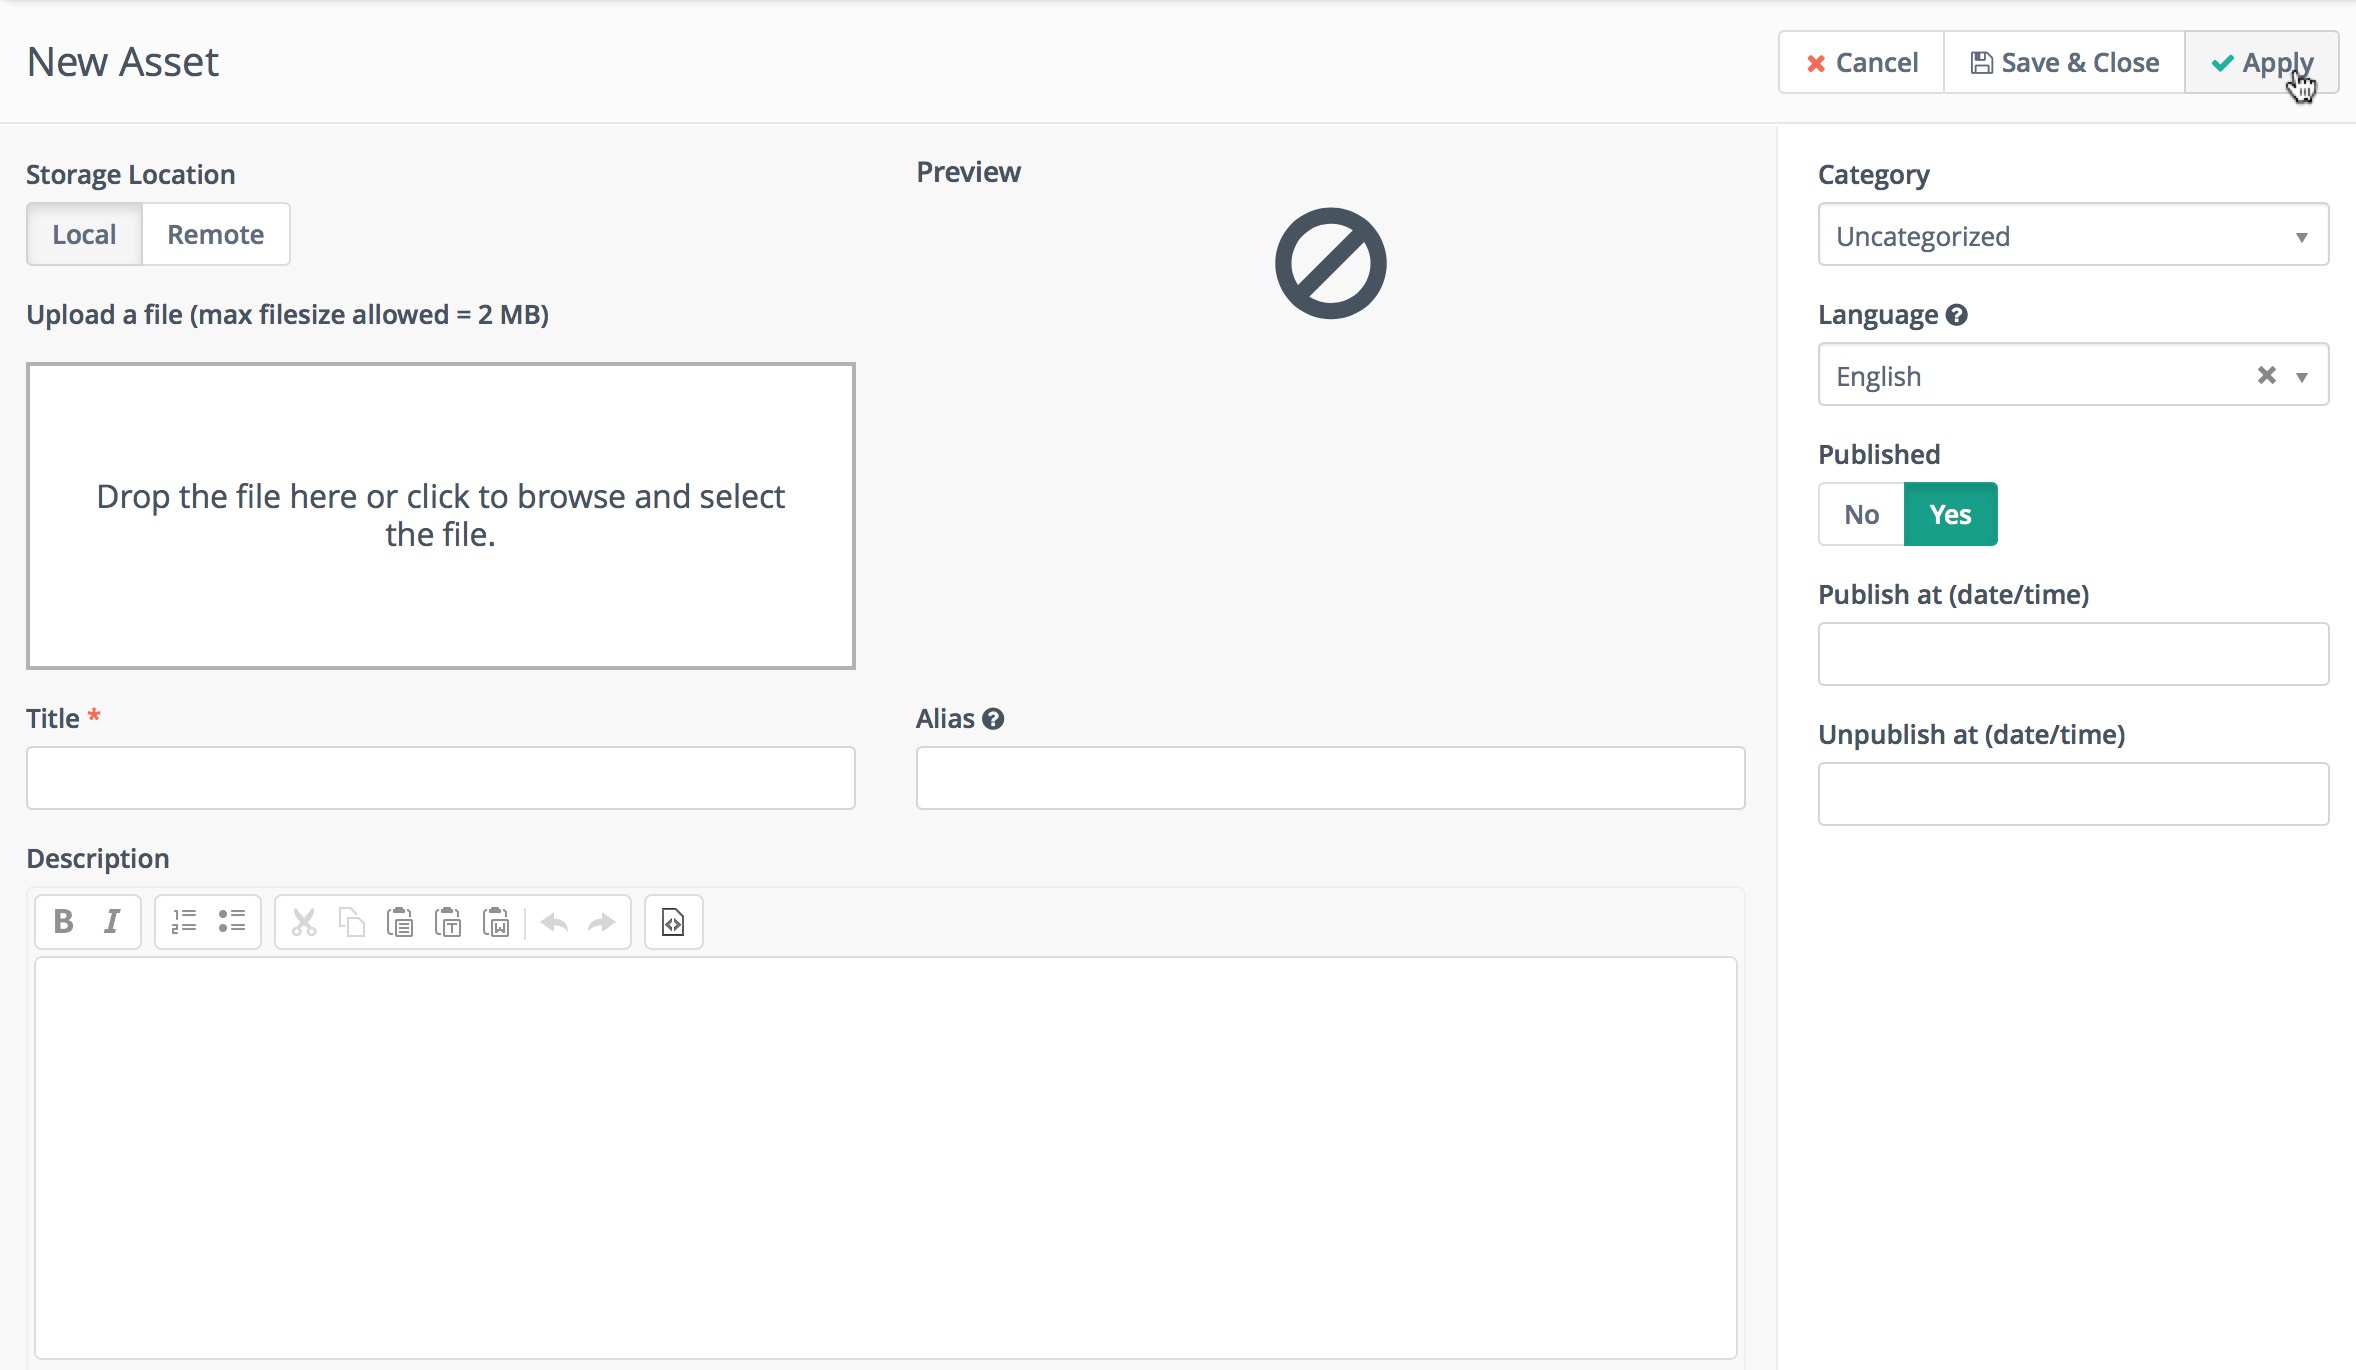 New Asset
Cancel
Save & Close
Apply
Storage Location
Local
Remote
Upload a file (max filesize allowed = 2 MB)
Drop the file here or click to browse and select
the file.
Preview
Title *
Alias
Description
B I
Category
Uncategorized
Language
English
Published
No
Yes
Publish at (date/time)
Unpublish at (date/time)